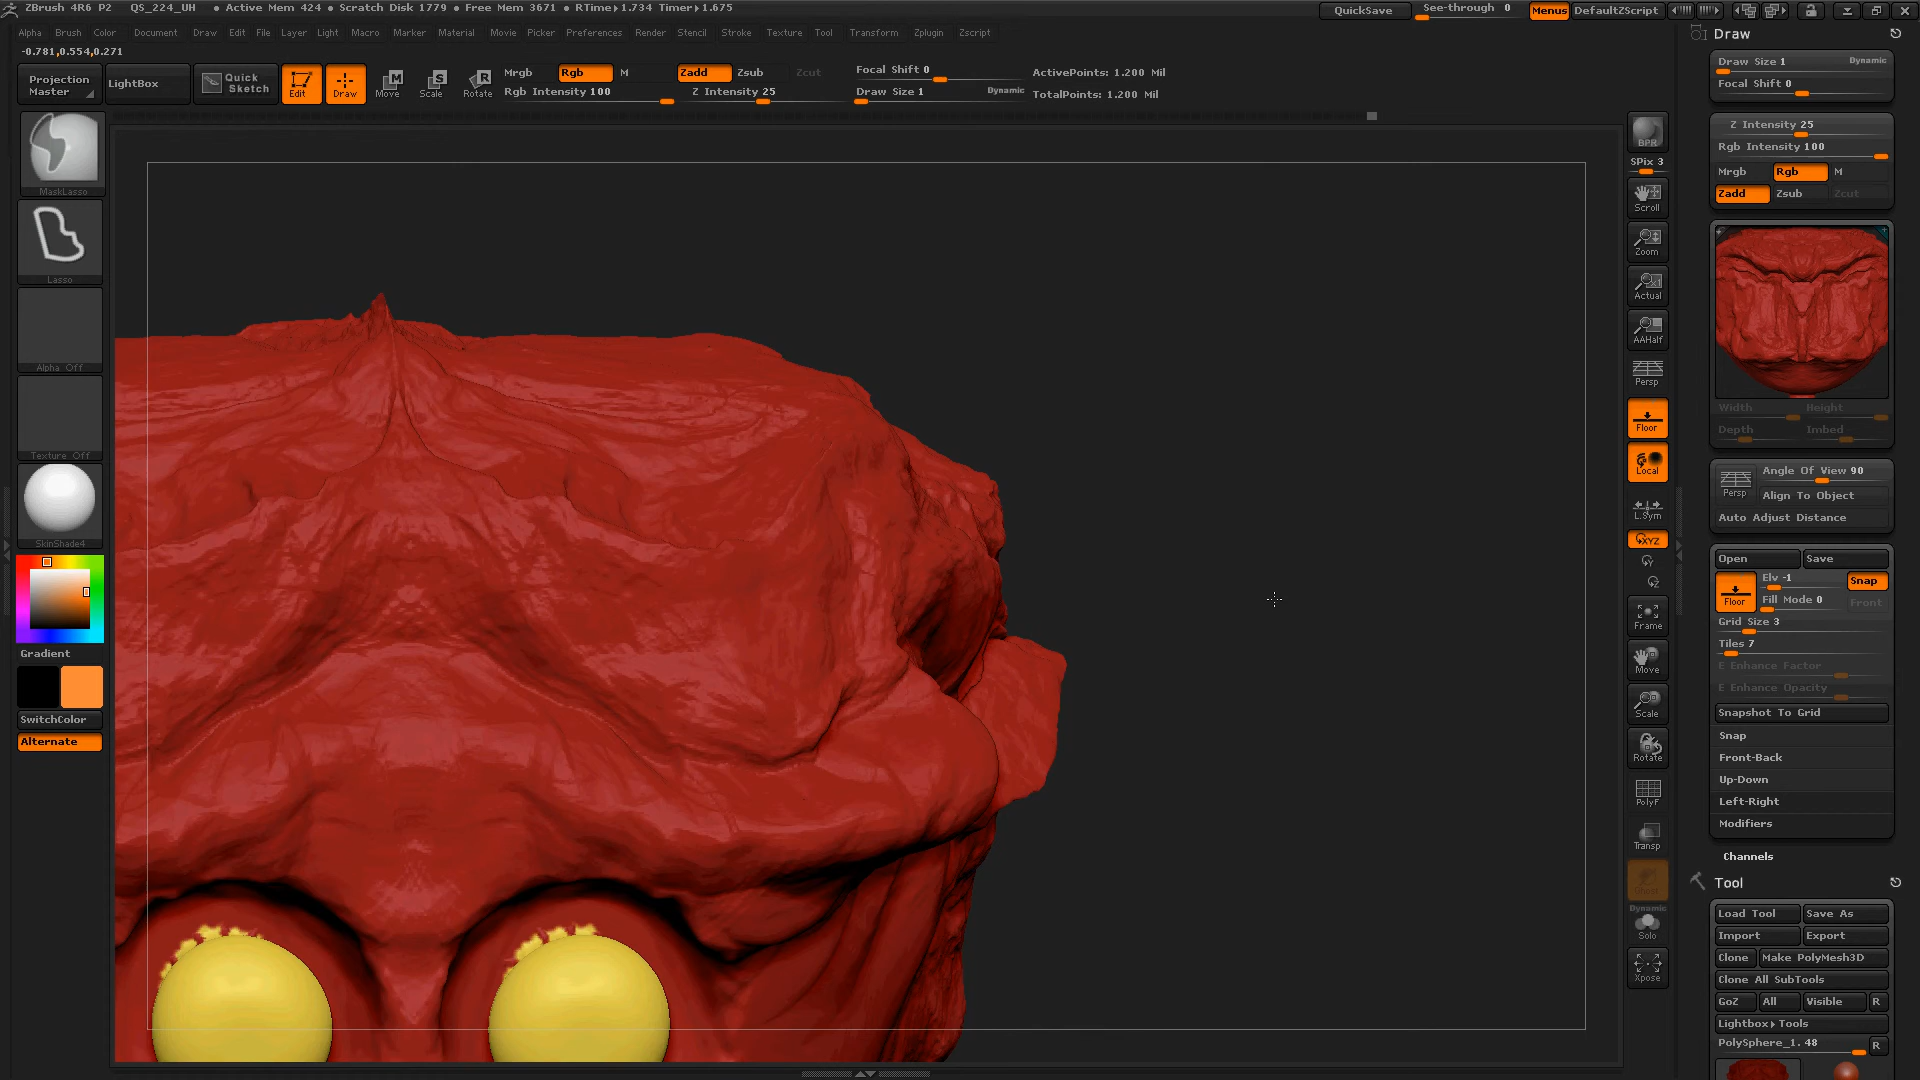 ZBrush 4R6 P2 QS_224_UH • Active Mem 424 • Scratch Disk 1779 • Free Mem 3671 • RTime▸1.734 Timer▸1.675
QuickSave See-through 0 Menus DefaultZScript
Alpha Brush Color Document Draw Edit File Layer Light Macro Marker Material Movie Picker Preferences Render Stencil Stroke Texture Tool Transform Zplugin Zscript
-0.781,0.554,0.271
Projection Master
LightBox
Quick Sketch
Edit
Draw
Move
Scale
Rotate
Mrgb Rgb M
Rgb Intensity 100
Zadd Zsub Zcut
Z Intensity 25
Focal Shift 0
Draw Size 1 Dynamic
ActivePoints: 1.200 Mil
TotalPoints: 1.200 Mil
MaskLasso
Lasso
Alpha Off
Texture Off
SkinShade4
Gradient
SwitchColor
Alternate
BPR
SPix 3
Scroll
Zoom
Actual
AAHalf
Persp
Floor
Local
L.Sym
XYZ
Frame
Move
Scale
Rotate
PolyF
Transp
Ghost
Dynamic
Solo
Xpose
Draw
Draw Size 1 Dynamic
Focal Shift 0
Z Intensity 25
Rgb Intensity 100
Mrgb Rgb M
Zadd Zsub Zcut
Width Height
Depth Imbed
Persp
Angle Of View 90
Align To Object
Auto Adjust Distance
Open Save
Floor
Elv -1 Snap
Fill Mode 0 Front
Grid Size 3
Tiles 7
E Enhance Factor
E Enhance Opacity
Snapshot To Grid
Snap
Front-Back
Up-Down
Left-Right
Modifiers
Channels
Tool
Load Tool Save As
Import Export
Clone Make PolyMesh3D
Clone All SubTools
GoZ All Visible R
Lightbox▸Tools
PolySphere_1. 48 R